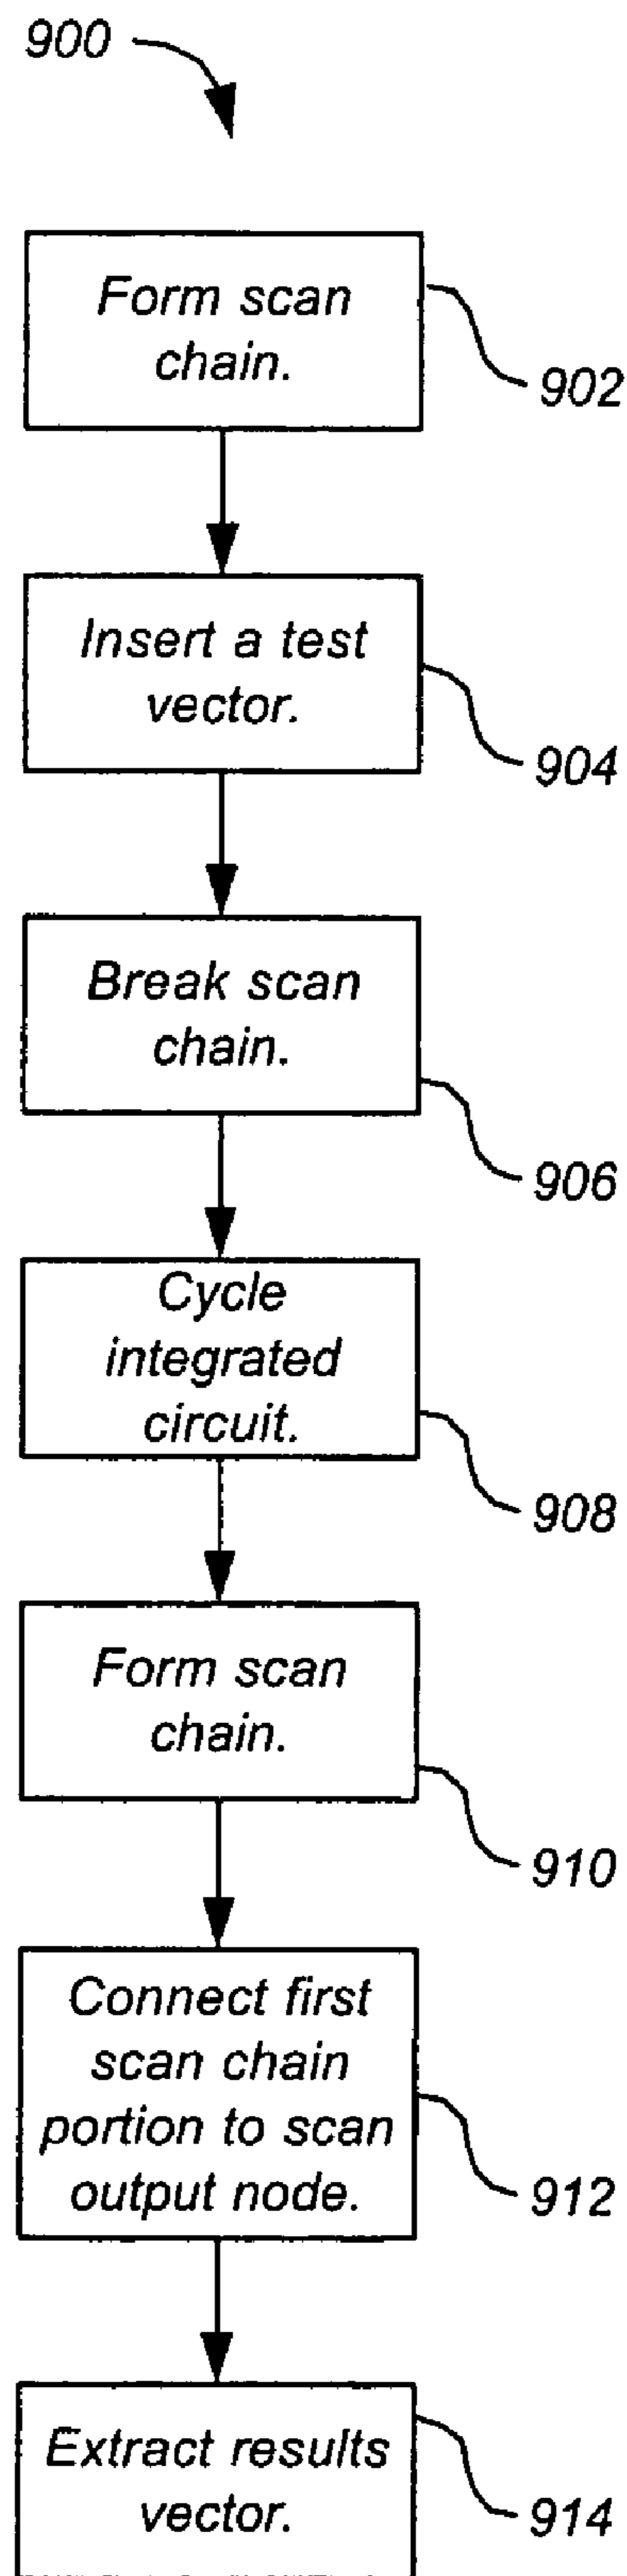 900
Form scan
chain.
902
Insert a test
vector.
904
Break scan
chain.
906
Cycle
integrated
circuit.
908
Form scan
chain.
910
Connect first
scan chain
portion to scan
output node.
912
Extract results
vector.
914